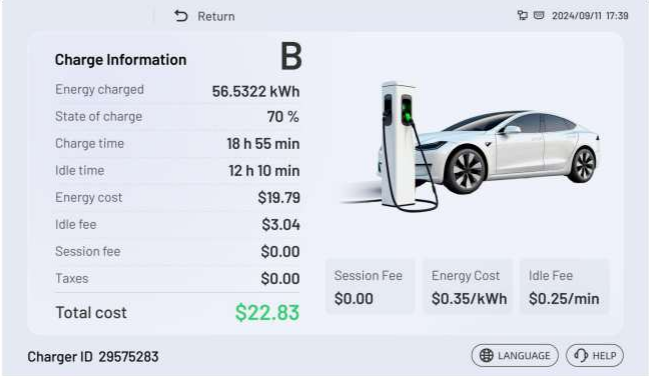 Return
2024/09/11 17:39
Charge Information B
Energy charged 56.5322 kWh
State of charge 70 %
Charge time 18 h 55 min
Idle time 12 h 10 min
Energy cost $19.79
Idle fee $3.04
Session fee $0.00
Taxes $0.00
Total cost $22.83
Session Fee
$0.00
Energy Cost
$0.35/kWh
Idle Fee
$0.25/min
Charger ID 29575283
LANGUAGE
HELP